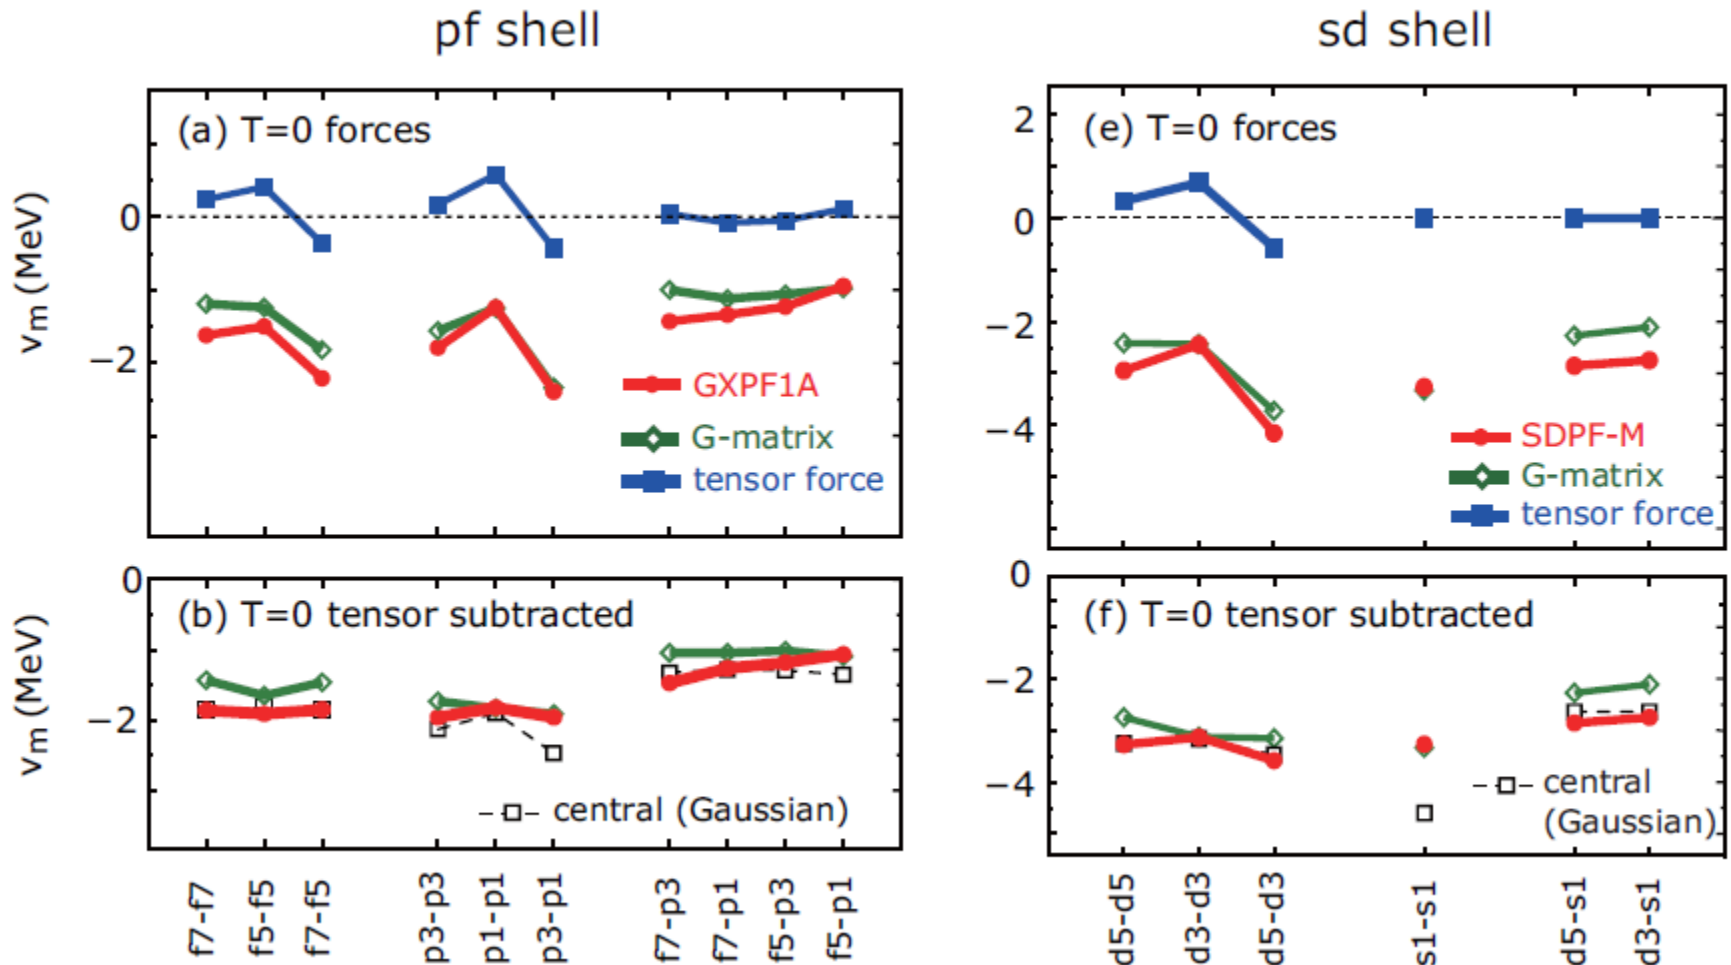 pf shell
sd shell
(a) T=0 forces
0
−2
v_m (MeV)
GXPF1A
G-matrix
tensor force
(e) T=0 forces
2
0
−2
−4
SDPF-M
G-matrix
tensor force
(b) T=0 tensor subtracted
0
−2
v_m (MeV)
central (Gaussian)
f7-f7
f5-f5
f7-f5
p3-p3
p1-p1
p3-p1
f7-p3
f7-p1
f5-p3
f5-p1
(f) T=0 tensor subtracted
0
−2
−4
central
(Gaussian)
d5-d5
d3-d3
d5-d3
s1-s1
d5-s1
d3-s1